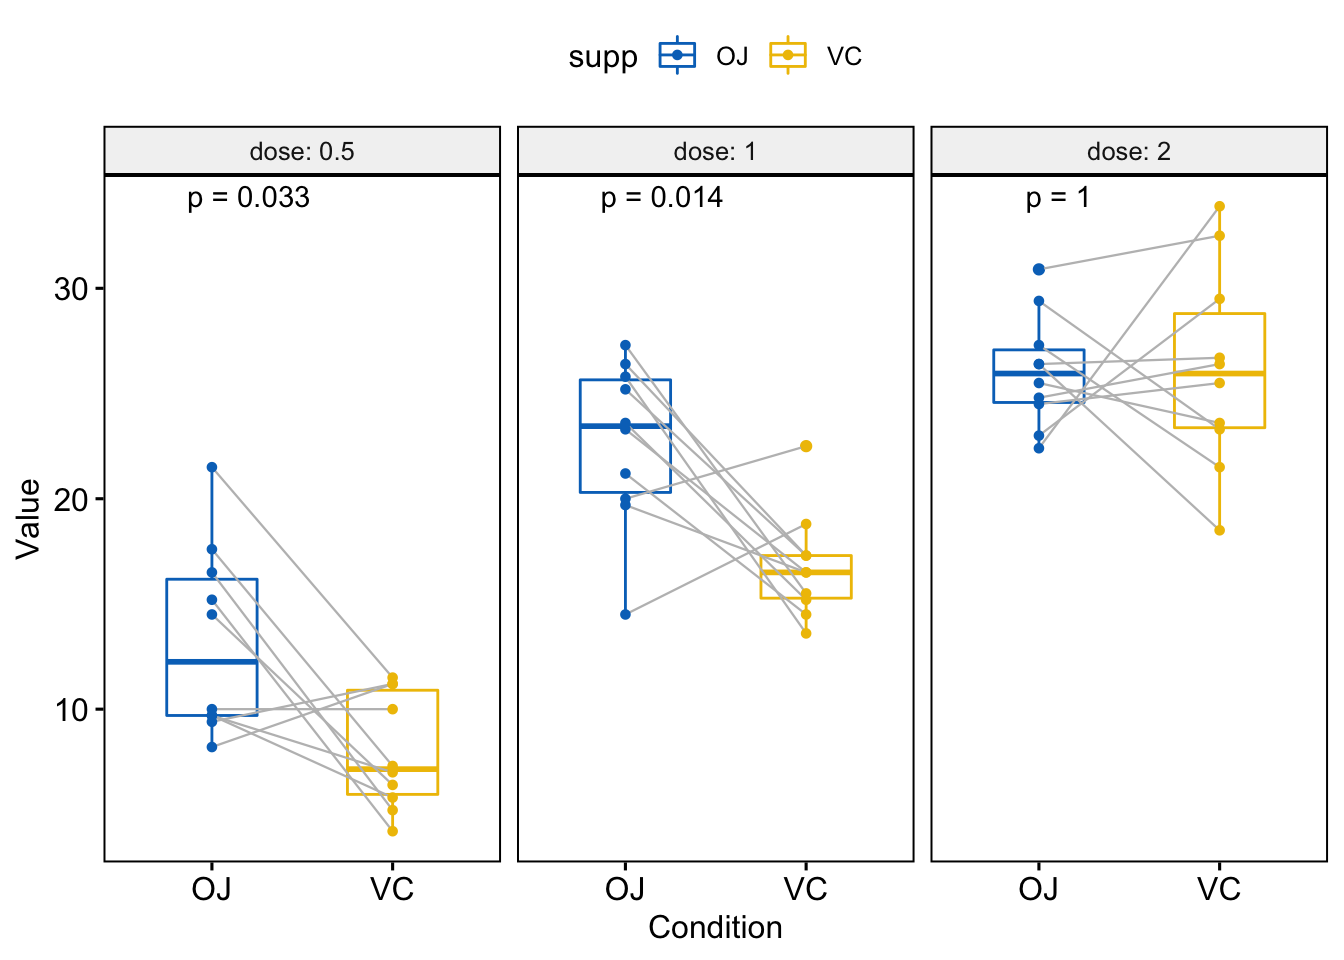 supp OJ VC
dose: 0.5 dose: 1 dose: 2
p = 0.033 p = 0.014 p = 1
30
20
10
Value
OJ VC OJ VC OJ VC
Condition